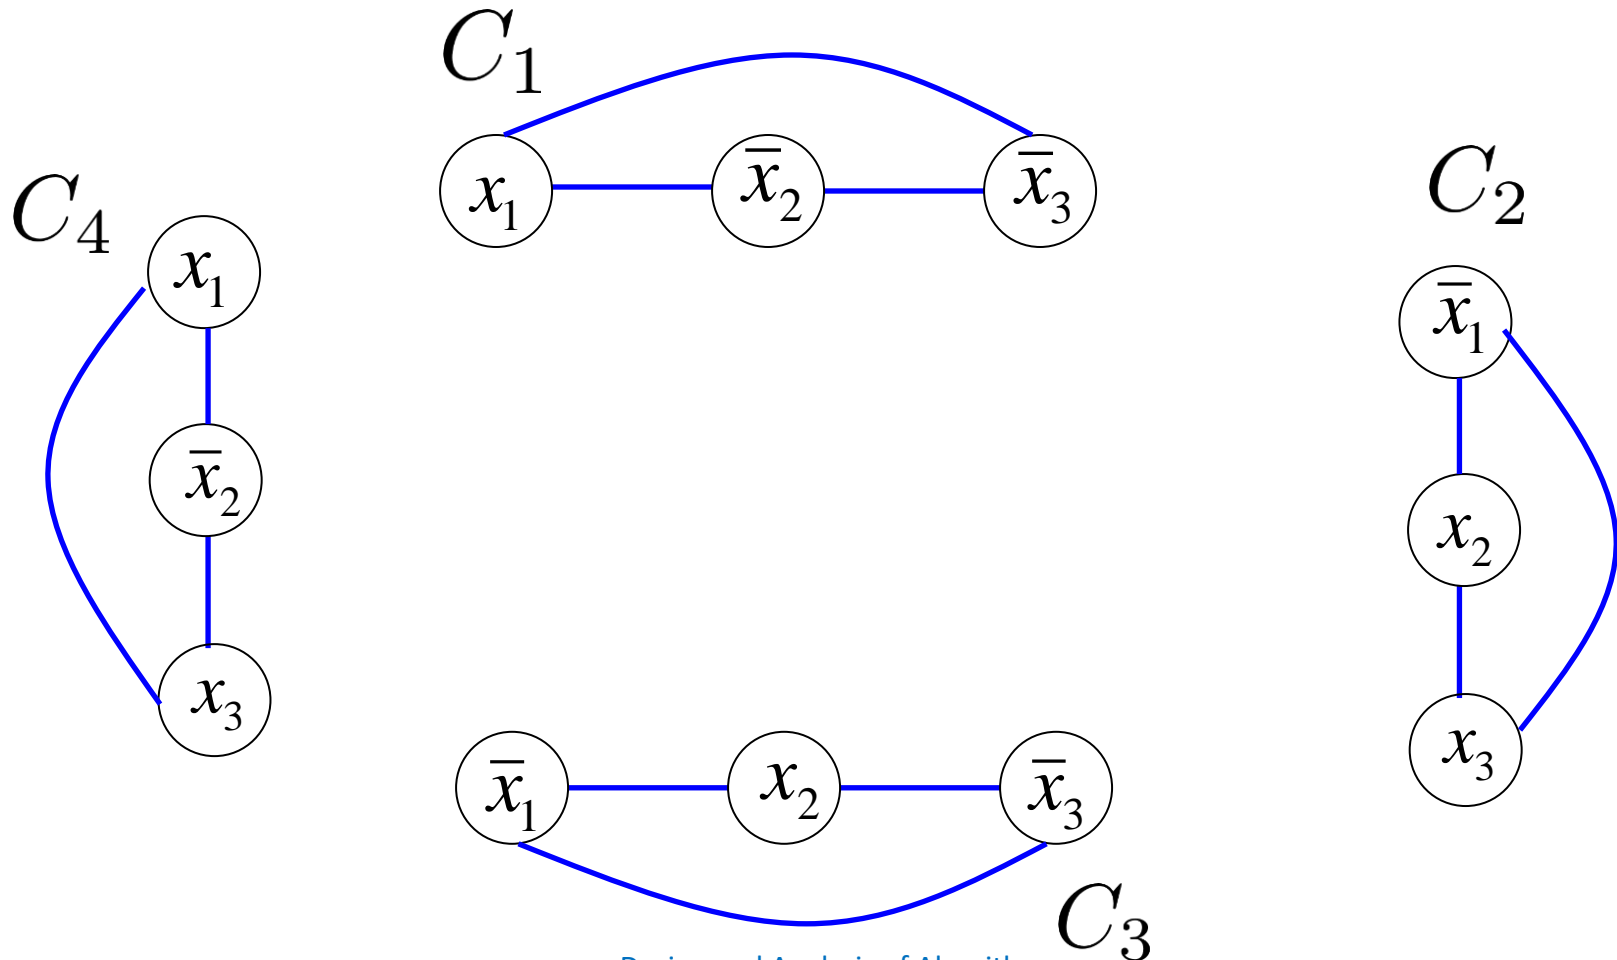 C₁
x₁ x̄₂ x̄₃
C₂
x̄₁
x₂
x₃
C₄
x₁
x̄₂
x₃
x̄₁ x₂ x̄₃
C₃